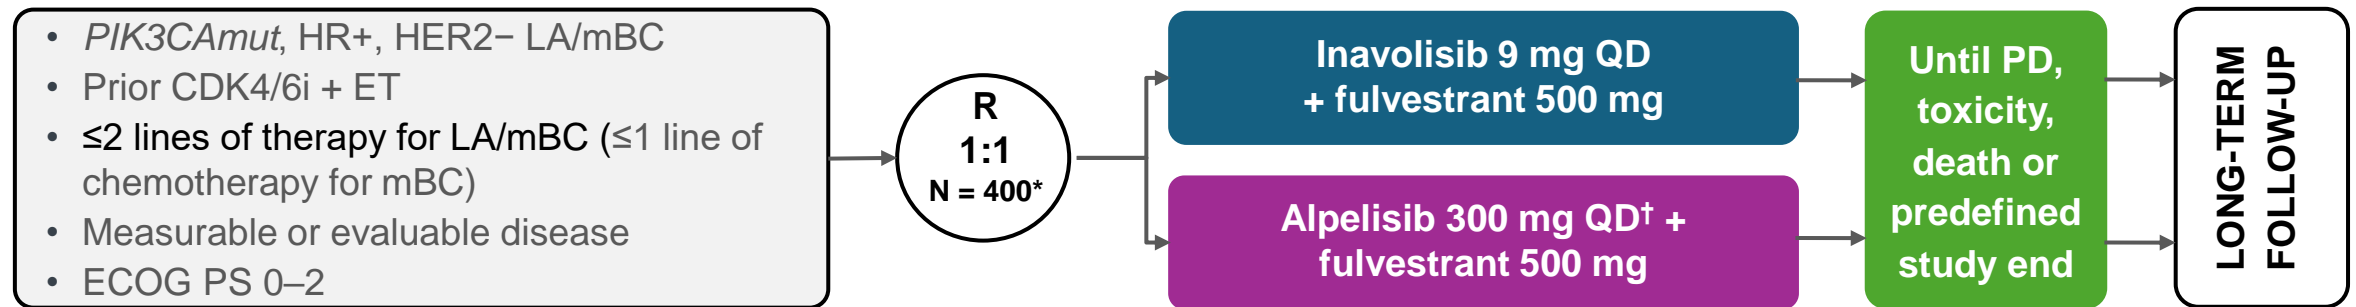 • PIK3CAmut, HR+, HER2− LA/mBC
• Prior CDK4/6i + ET
• ≤2 lines of therapy for LA/mBC (≤1 line of
chemotherapy for mBC)
• Measurable or evaluable disease
• ECOG PS 0–2
R
1:1
N = 400*
Inavolisib 9 mg QD
+ fulvestrant 500 mg
Alpelisib 300 mg QD† +
fulvestrant 500 mg
Until PD,
toxicity,
death or
predefined
study end
LONG-TERM
FOLLOW-UP